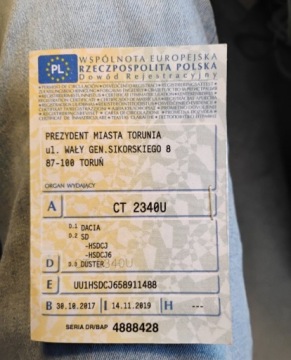 PL
WSPÓLNOTA EUROPEJSKA
RZECZPOSPOLITA POLSKA
Dowód Rejestracyjny
PREZYDENT MIASTA TORUNIA
ul. WAŁY GEN.SIKORSKIEGO 8
87-100 TORUŃ
ORGAN WYDAJĄCY
A CT 2340U
D.1 DACIA
D.2 SD
-HSDCJ
-HSDCJ6
D D.3 DUSTER
E UU1HSDCJ658911488
B 30.10.2017 I 14.11.2019 H ---
SERIA DR/BAP 4888428